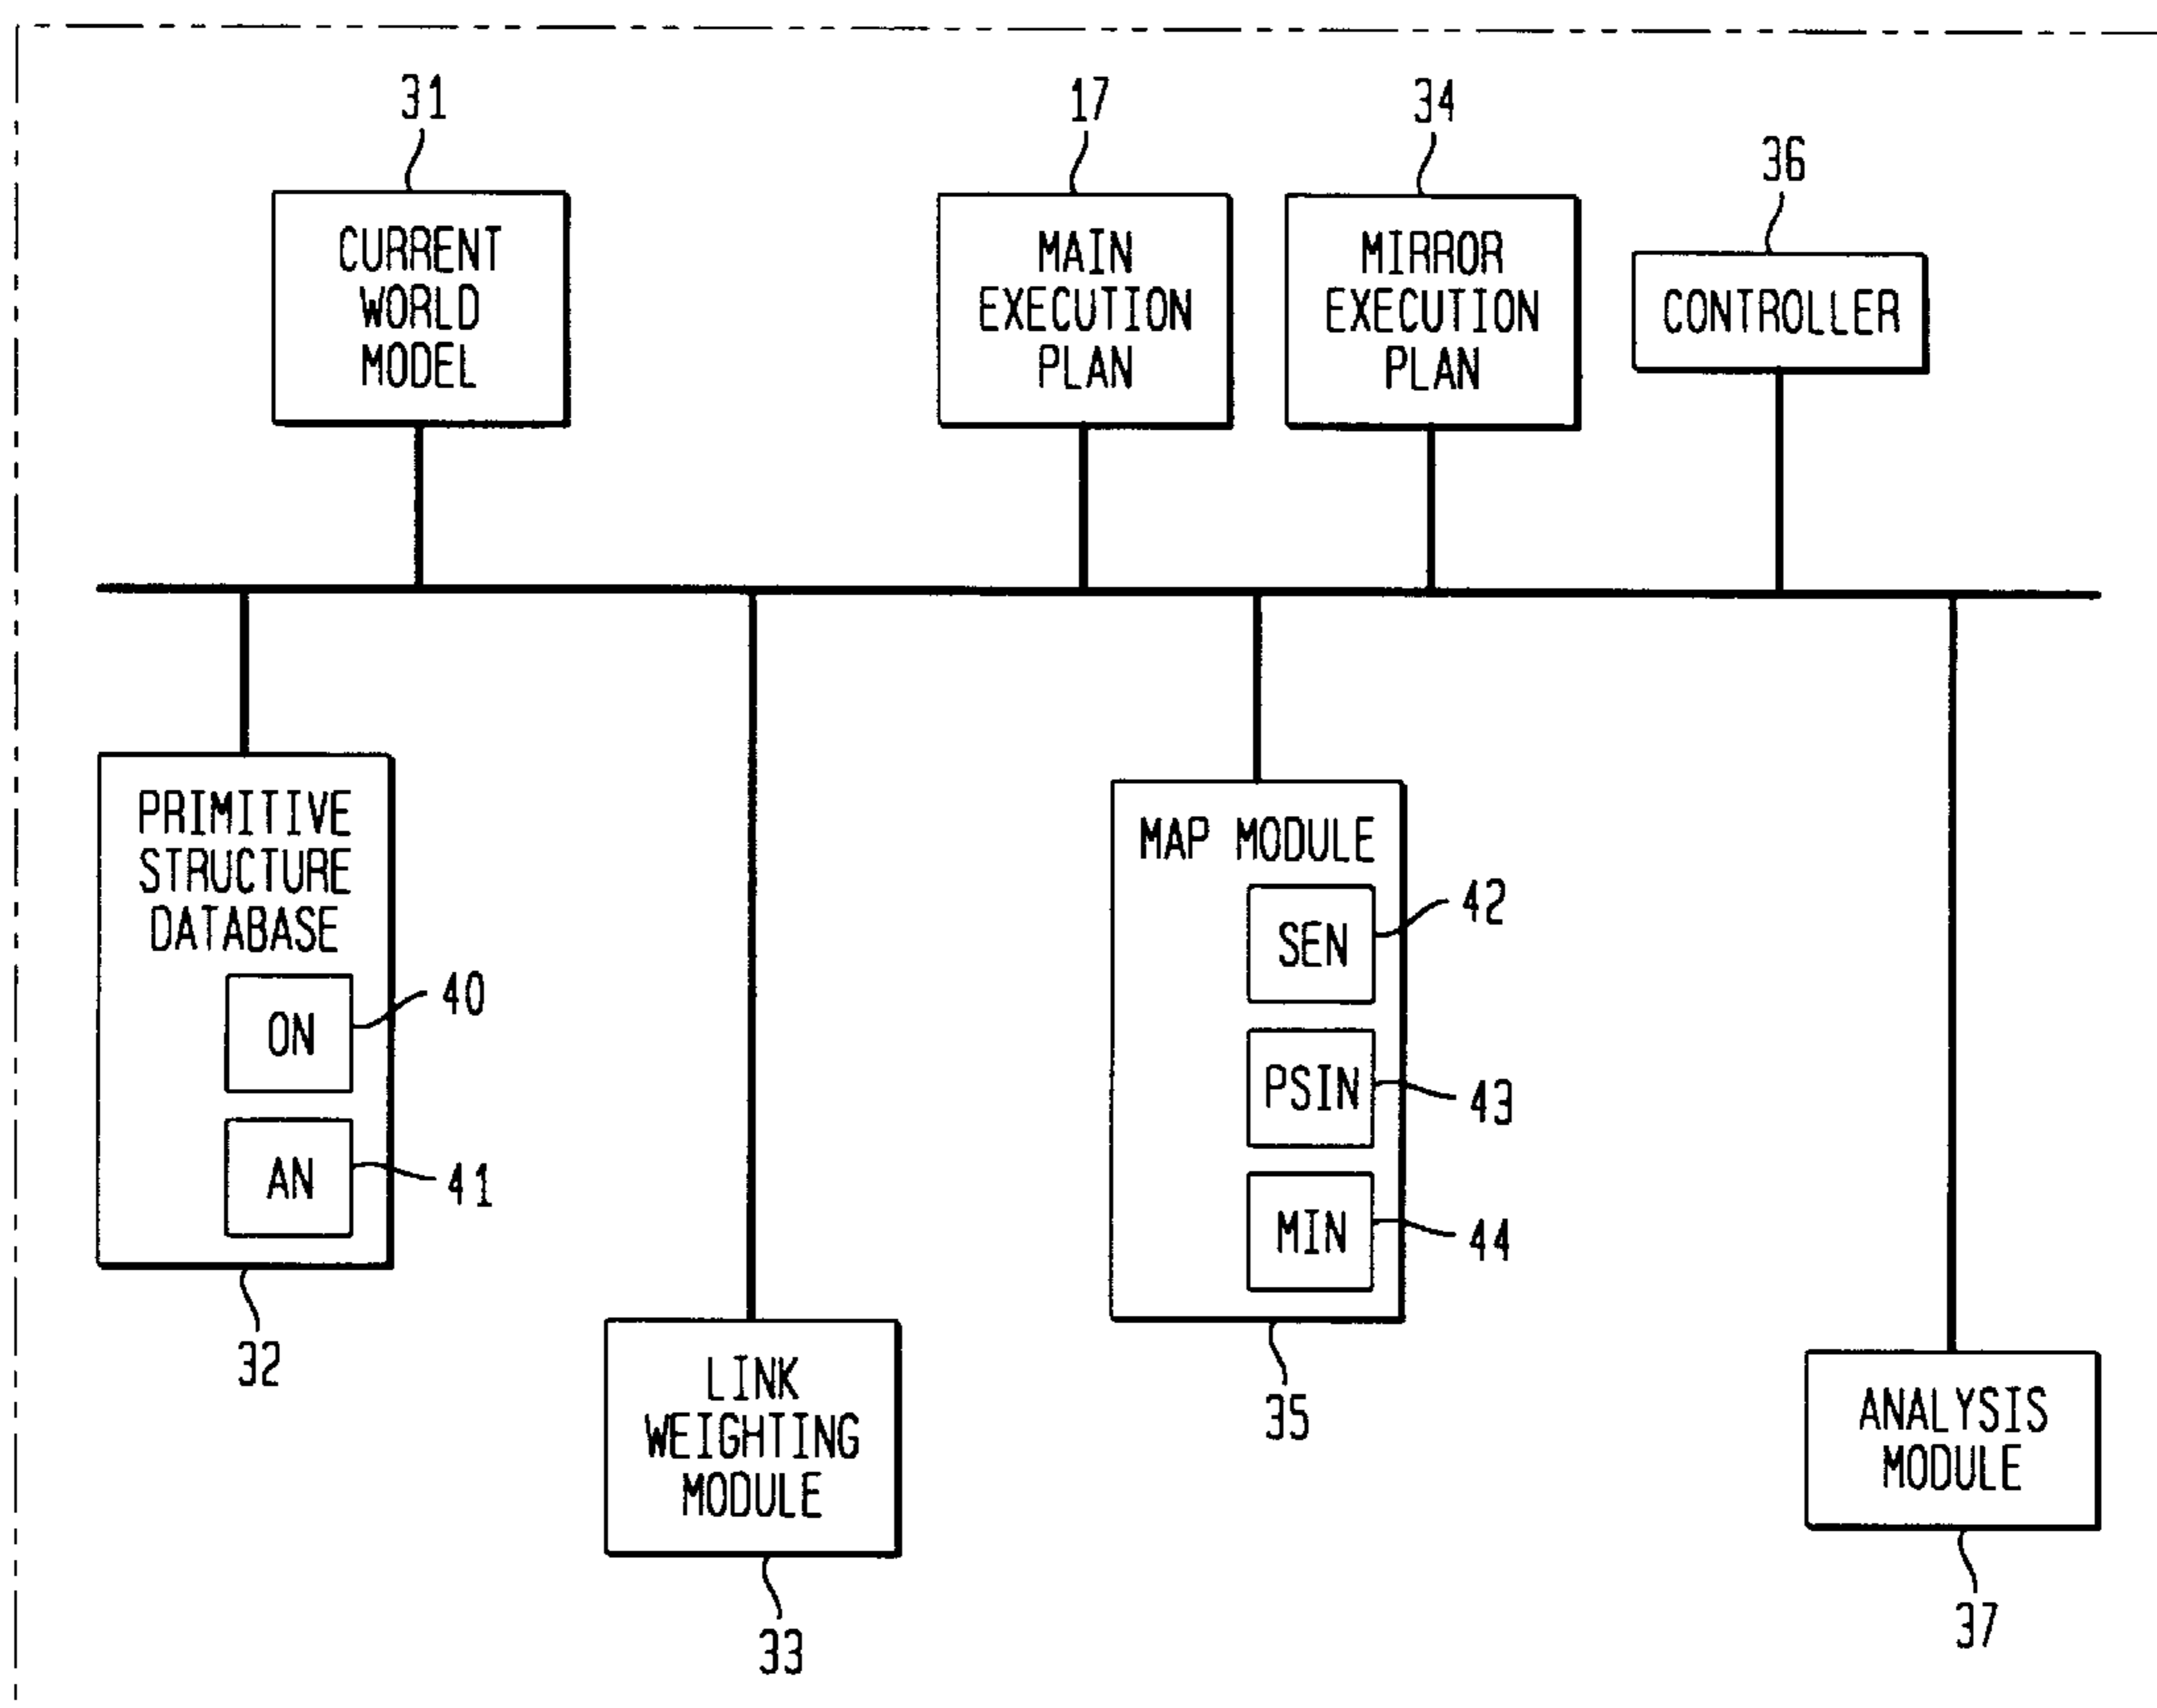 31
17
34
36
CURRENT
WORLD
MODEL
MAIN
EXECUTION
PLAN
MIRROR
EXECUTION
PLAN
CONTROLLER
PRIMITIVE
STRUCTURE
DATABASE
ON
40
AN
41
32
MAP MODULE
SEN
42
PSIN
43
MIN
44
35
LINK
WEIGHTING
MODULE
33
ANALYSIS
MODULE
37